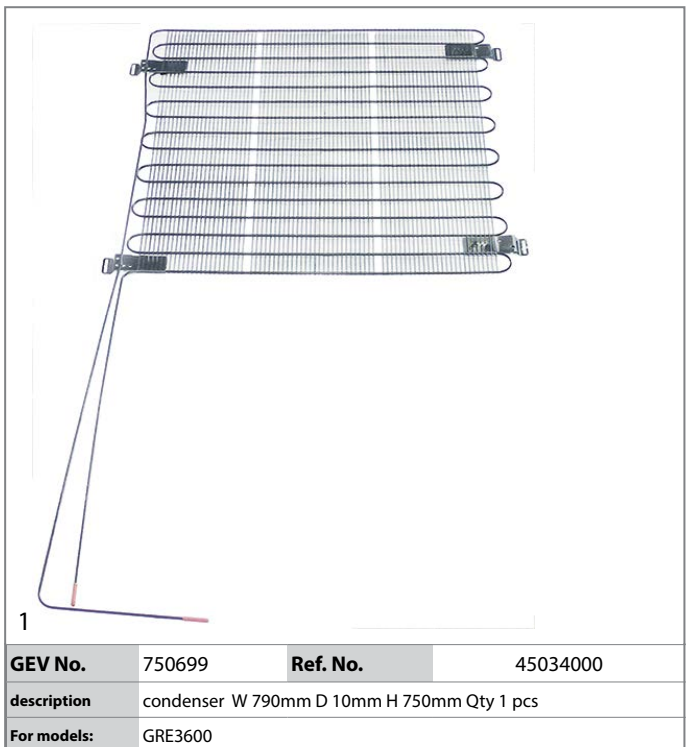 1
GEV No. 750699 Ref. No. 45034000
description condenser W 790mm D 10mm H 750mm Qty 1 pcs
For models: GRE3600